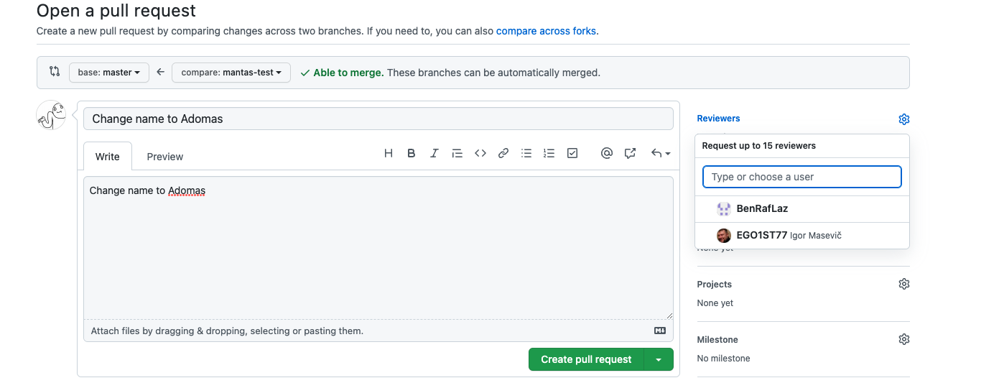 Open a pull request
Create a new pull request by comparing changes across two branches. If you need to, you can also compare across forks.
base: master
compare: mantas-test
Able to merge. These branches can be automatically merged.
Change name to Adomas
Write
Preview
H B I
Change name to Adomas
Attach files by dragging & dropping, selecting or pasting them.
Create pull request
Reviewers
Request up to 15 reviewers
Type or choose a user
BenRafLaz
EGO1ST77 Igor Masevič
Projects
None yet
Milestone
No milestone